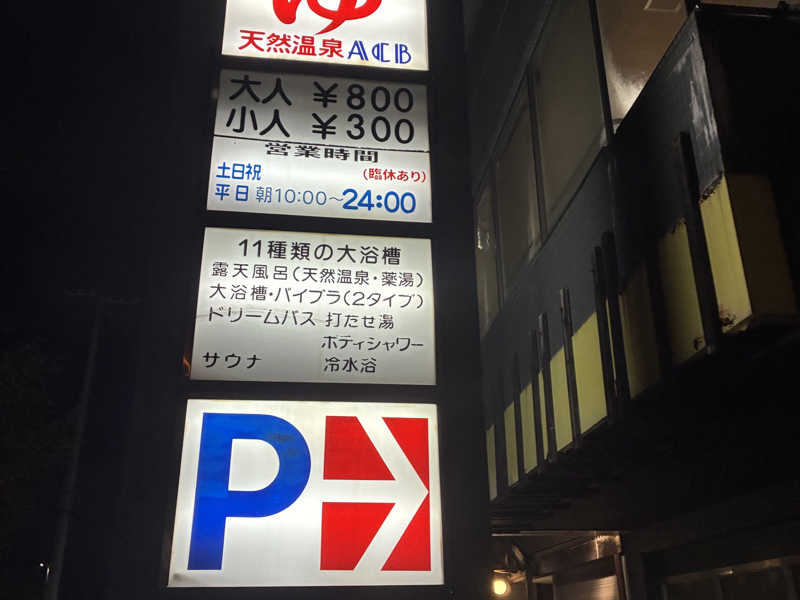 ゆ
天然温泉ACB
大人 ￥800
小人 ￥300
営業時間
土日祝 (臨休あり)
平日 朝10:00～24:00
11種類の大浴槽
露天風呂(天然温泉・薬湯)
大浴槽・バイブラ(2タイプ)
ドリームバス 打たせ湯
ボディシャワー
サウナ 冷水浴
P